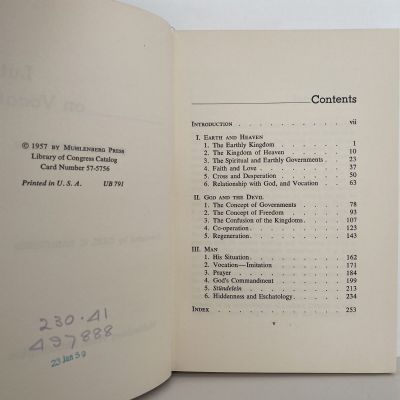 © 1957 BY MUHLENBERG PRESS
Library of Congress Catalog
Card Number 57-5756
Printed in U. S. A. UB 791
230.41
497888
Contents
INTRODUCTION . . . . . . . . . vii
I. EARTH AND HEAVEN
1. The Earthly Kingdom . . . . . . . 1
2. The Kingdom of Heaven . . . . . . . 10
3. The Spiritual and Earthly Governments . . . 23
4. Faith and Love . . . . . . . 37
5. Cross and Desperation . . . . . . . 50
6. Relationship with God, and Vocation . . . . 63
II. GOD AND THE DEVIL
1. The Concept of Governments . . . . . . 78
2. The Concept of Freedom . . . . . . 93
3. The Confusion of the Kingdoms . . . . . 107
4. Co-operation . . . . . . . 123
5. Regeneration . . . . . . . 143
III. MAN
1. His Situation . . . . . . . 162
2. Vocation—Imitation . . . . . . . 171
3. Prayer . . . . . . . 184
4. God's Commandment . . . . . . . 199
5. Stündelein . . . . . . . 213
6. Hiddenness and Eschatology . . . . . . 234
INDEX . . . . . . . . . 253
v